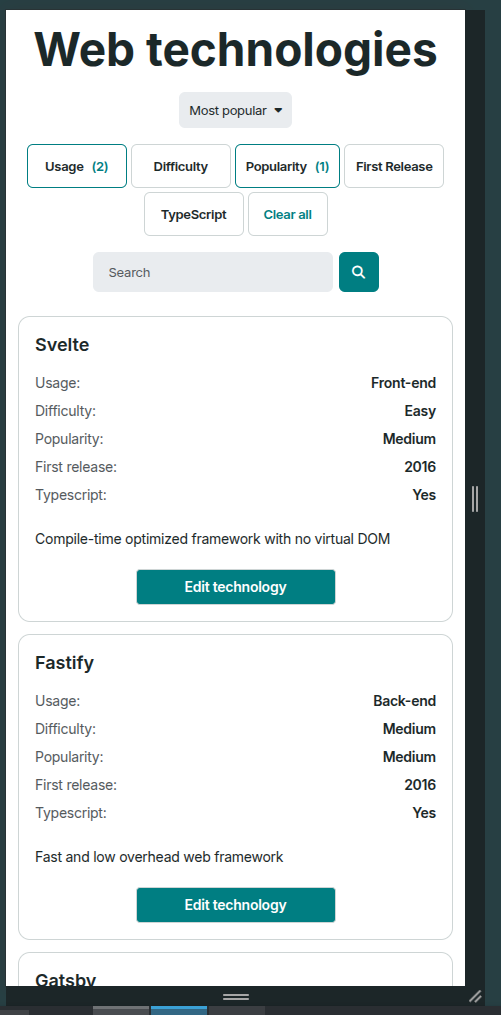 Web technologies
Most popular
Usage (2) Difficulty Popularity (1) First Release
TypeScript Clear all
Search
Svelte
Usage: Front-end
Difficulty: Easy
Popularity: Medium
First release: 2016
Typescript: Yes
Compile-time optimized framework with no virtual DOM
Edit technology
Fastify
Usage: Back-end
Difficulty: Medium
Popularity: Medium
First release: 2016
Typescript: Yes
Fast and low overhead web framework
Edit technology
Gatsby